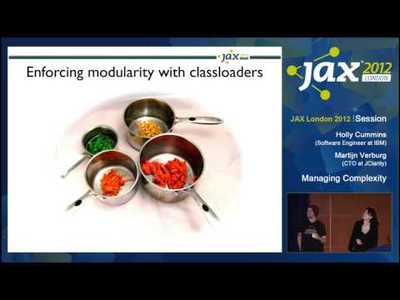 jax
Enforcing modularity with classloaders
jax 2012
LONDON
JAX London 2012 | Session
Holly Cummins
(Software Engineer at IBM)
Martijn Verburg
(CTO at JClarity)
Managing Complexity